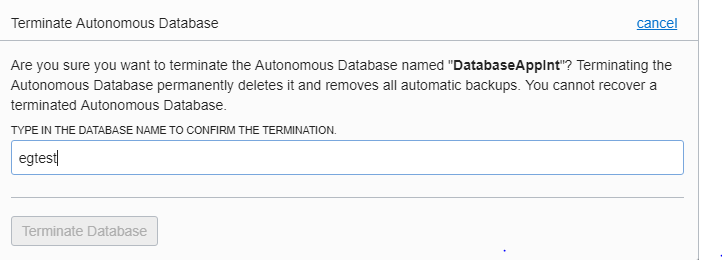 Terminate Autonomous Database
cancel
Are you sure you want to terminate the Autonomous Database named "DatabaseAppInt"? Terminating the
Autonomous Database permanently deletes it and removes all automatic backups. You cannot recover a
terminated Autonomous Database.
TYPE IN THE DATABASE NAME TO CONFIRM THE TERMINATION.
egtest
Terminate Database